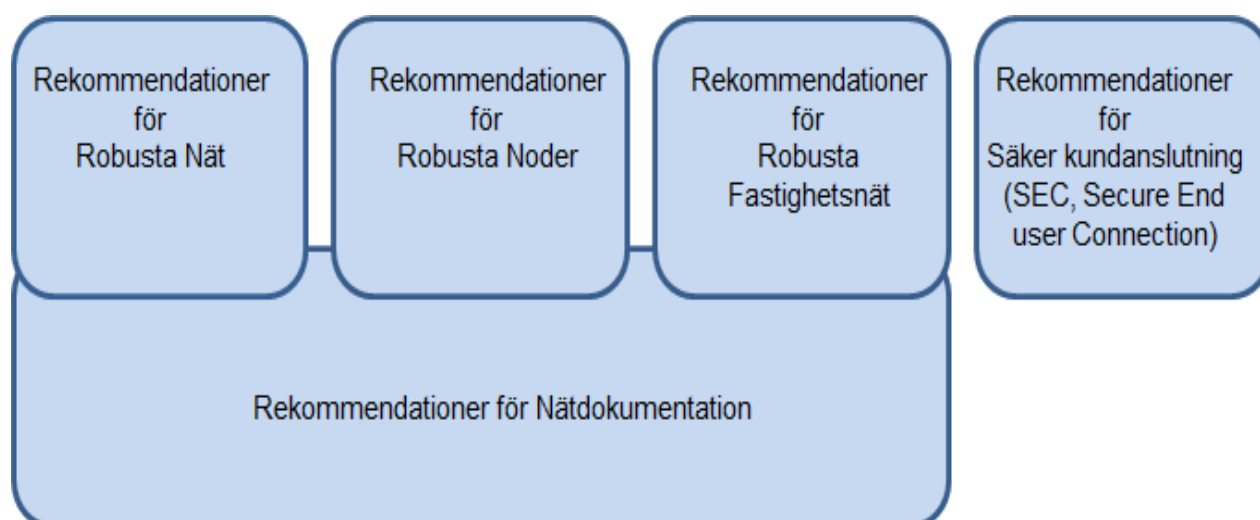 Rekommendationer
för
Robusta Nät
Rekommendationer
för
Robusta Noder
Rekommendationer
för
Robusta
Fastighetsnät
Rekommendationer
för
Säker kundanslutning
(SEC, Secure End
user Connection)
Rekommendationer för Nätdokumentation